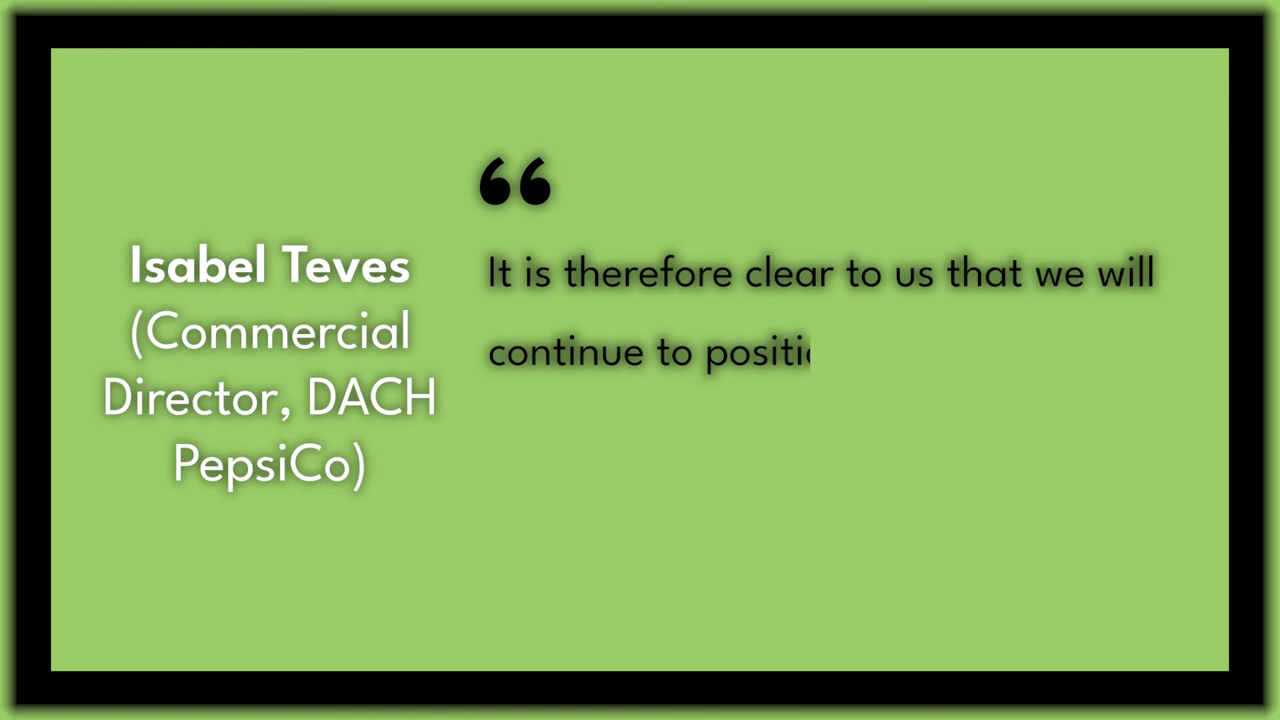 Isabel Teves
(Commercial
Director, DACH
PepsiCo)
“
It is therefore clear to us that we will
continue to positi